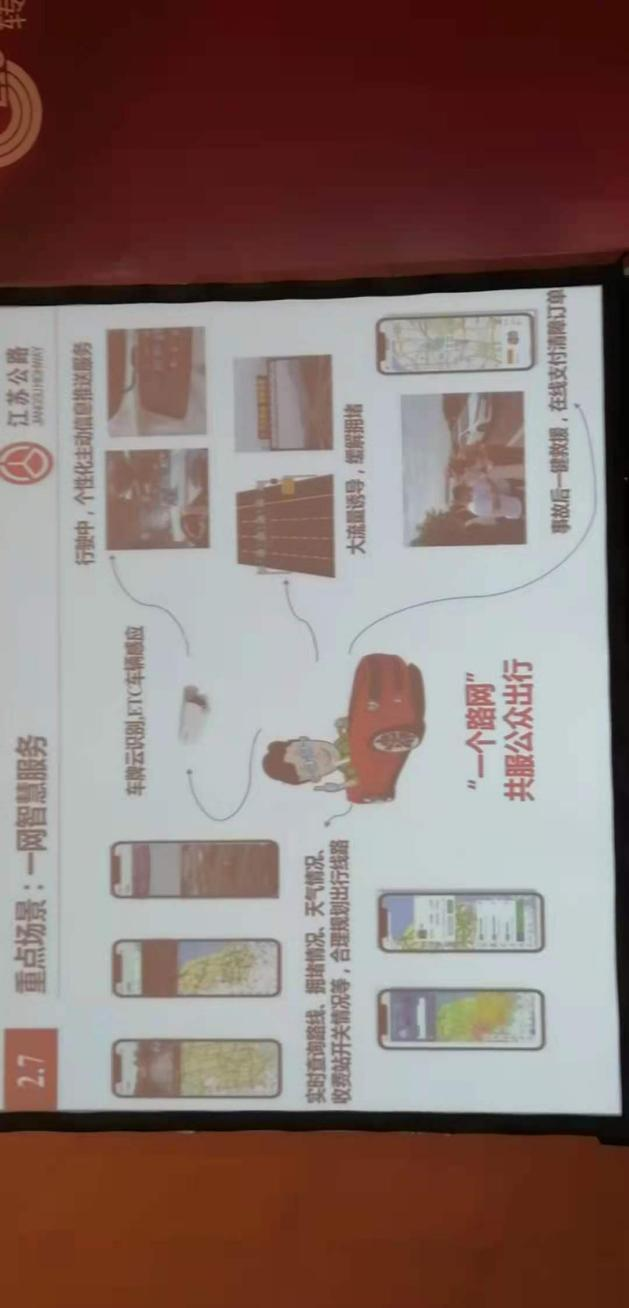 转
2.7
重点场景：一网智慧服务
江苏公路
JIANGSU HIGHWAY
车牌云识别,ETC车辆感应
行驶中，个性化主动信息推送服务
实时查询路线、拥堵情况、天气情况、
收费站开关情况等，合理规划出行线路
大流量诱导，缓解拥堵
“一个路网”
共服公众出行
事故后一键救援，在线支付清障订单